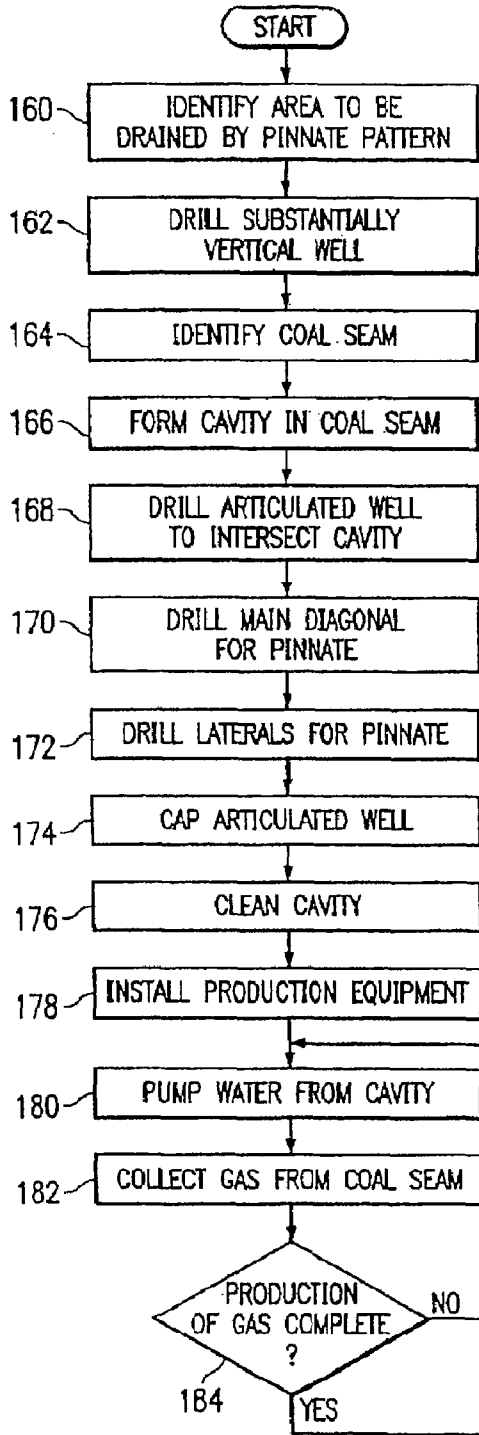 START
160
IDENTIFY AREA TO BE
DRAINED BY PINNATE PATTERN
162
DRILL SUBSTANTIALLY
VERTICAL WELL
164
IDENTIFY COAL SEAM
166
FORM CAVITY IN COAL SEAM
168
DRILL ARTICULATED WELL
TO INTERSECT CAVITY
170
DRILL MAIN DIAGONAL
FOR PINNATE
172
DRILL LATERALS FOR PINNATE
174
CAP ARTICULATED WELL
176
CLEAN CAVITY
178
INSTALL PRODUCTION EQUIPMENT
180
PUMP WATER FROM CAVITY
182
COLLECT GAS FROM COAL SEAM
PRODUCTION
OF GAS COMPLETE
?
NO
184
YES